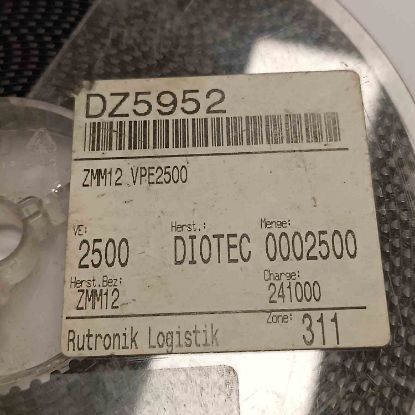 DZ5952
ZMM12 VPE2500
VE: Herst.: Menge:
2500 DIOTEC 0002500
Herst.Bez: Charge:
ZMM12 241000
Zone:
Rutronik Logistik 311